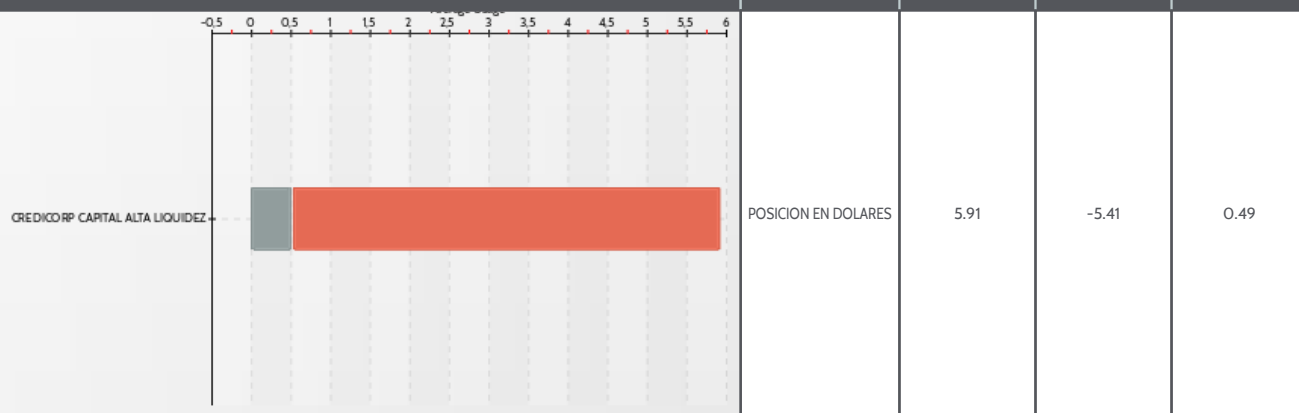 -0,5 0 0,5 1 1,5 2 2,5 3 3,5 4 4,5 5 5,5 6
CREDICORP CAPITAL ALTA LIQUIDEZ
POSICION EN DOLARES 5.91 -5.41 0.49